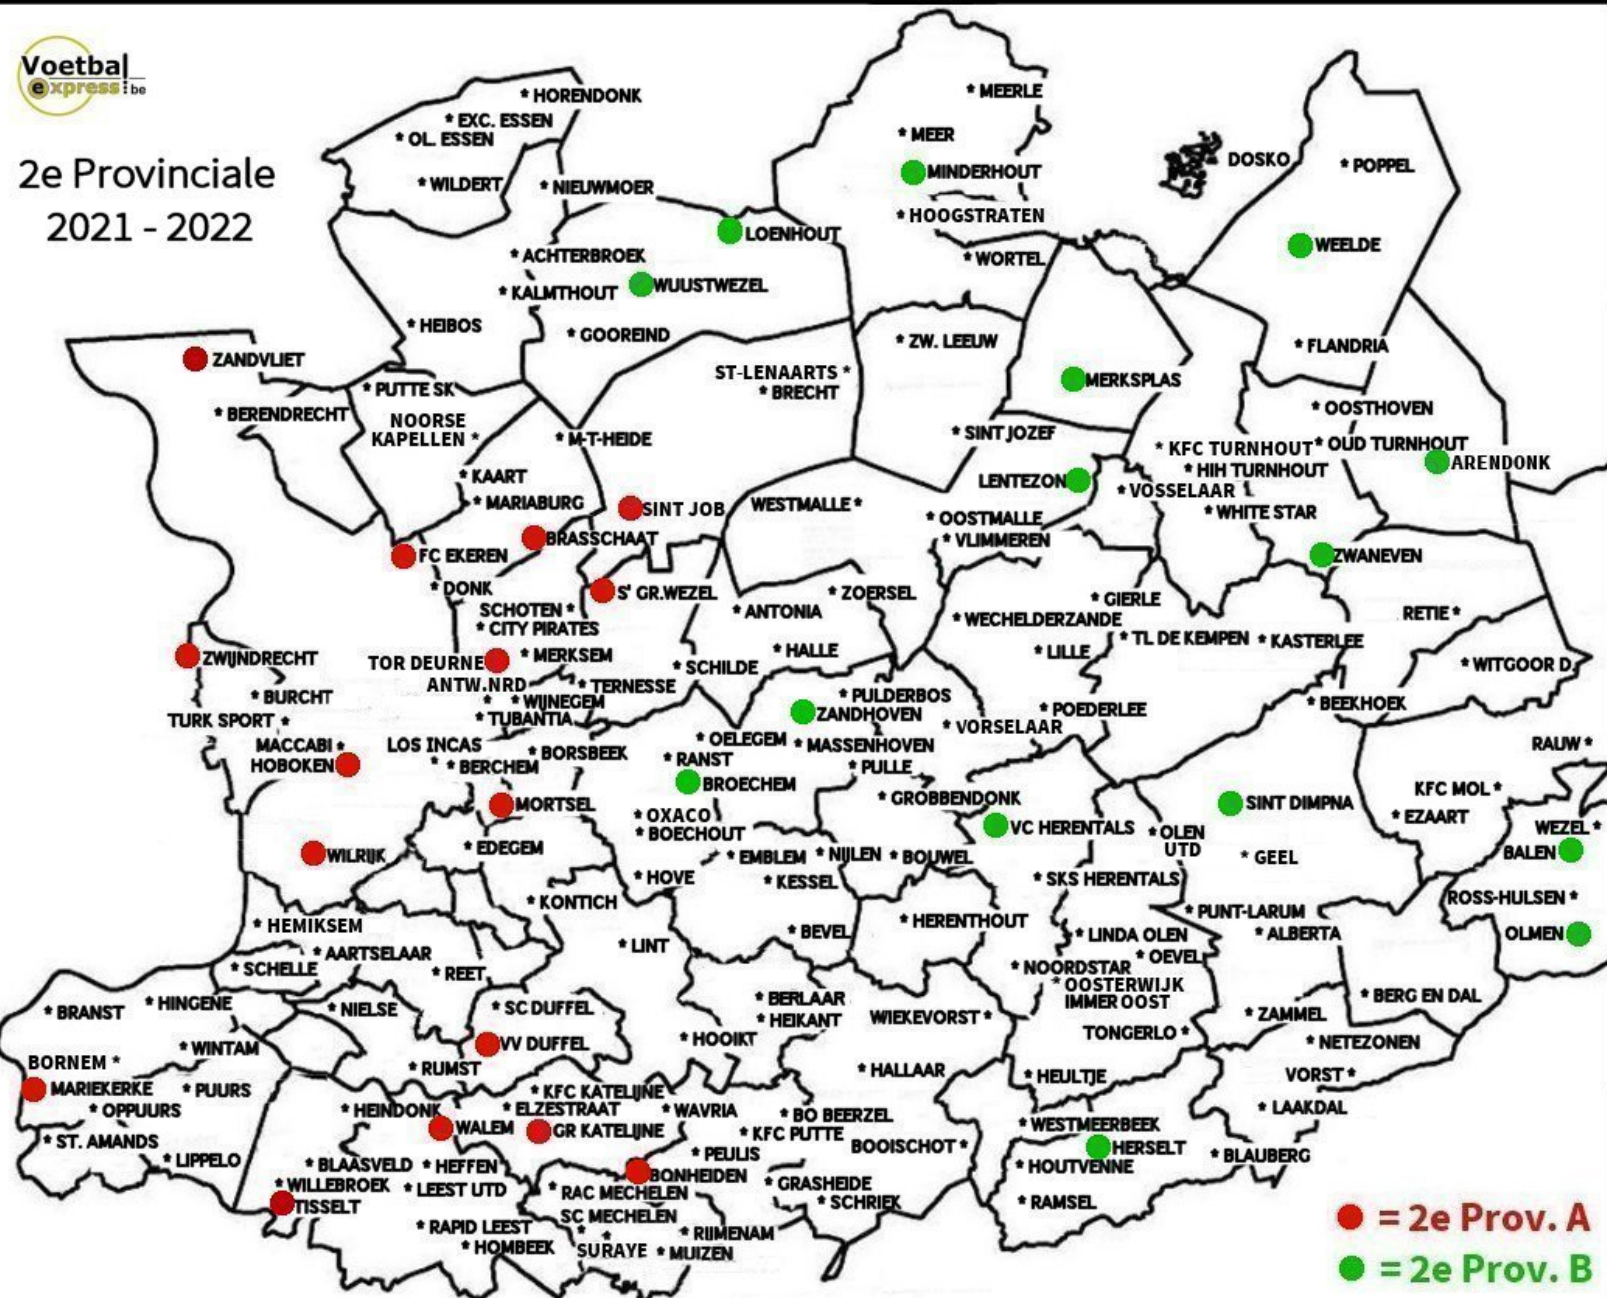 Voetbal
express!.be
2e Provinciale
2021 - 2022
* HORENDONK
* EXC. ESSEN
* OL. ESSEN
* WILDERT
* NIEUWMOER
* MEERLE
* MEER
MINDERHOUT
* HOOGSTRATEN
* WORTEL
DOSKO
* POPPEL
WEELDE
* FLANDRIA
LOENHOUT
* ACHTERBROEK
WUUSTWEZEL
* KALMTHOUT
* HEIBOS
* GOOREIND
* ZW. LEEUW
ZANDVLIET
* BERENDRECHT
* PUTTE SK
NOORSE
KAPELLEN *
ST-LENAARTS *
* BRECHT
MERKSPLAS
* OOSTHOVEN
* M-T-HEIDE
* SINT JOZEF
* KFC TURNHOUT
* OUD TURNHOUT
* HIH TURNHOUT
ARENDONK
* KAART
* MARIABURG
SINT JOB
WESTMALLE *
LENTEZON
* VOSSELAAR
* WHITE STAR
* OOSTMALLE
* VLIMMEREN
BRASSCHAAT
FC EKEREN
ZWANEVEN
* DONK
S' GR.WEZEL
SCHOTEN *
* CITY PIRATES
* ANTONIA
* ZOERSEL
* GIERLE
* WECHELDERZANDE
RETIE *
* TL DE KEMPEN
* KASTERLEE
ZWIJNDRECHT
TOR DEURNE
* MERKSEM
* HALLE
* LILLE
* SCHILDE
* WITGOOR D.
ANTW.NRD
*
* TERNESSE
* BURCHT
* WIJNEGEM
* PULDERBOS
ZANDHOVEN
* POEDERLEE
* BEEKHOEK
TURK SPORT *
* TUBANTIA
* VORSELAAR
* OELEGEM
* MASSENHOVEN
RAUW *
MACCABI *
HOBOKEN
LOS INCAS
*
* BERCHEM
* BORSBEEK
* RANST
* PULLE
BROECHEM
* GROBBENDONK
KFC MOL *
MORTSEL
SINT DIMPNA
* OXACO
* BOECHOUT
VC HERENTALS
* OLEN
UTD
* EZAART
WEZEL *
BALEN
WILRIJK
* EDEGEM
* EMBLEM
* NIJLEN
* BOUWEL
* GEEL
* HOVE
* KESSEL
* SKS HERENTALS
ROSS-HULSEN *
* KONTICH
* HERENTHOUT
* PUNT-LARUM
* HEMIKSEM
* LINT
* BEVEL
* LINDA OLEN
* ALBERTA
OLMEN
* AARTSELAAR
* OEVEL
* SCHELLE
* REET
* NOORDSTAR
* OOSTERWIJK
IMMER OOST
* BERG EN DAL
* BRANST
* HINGENE
* NIELSE
* SC DUFFEL
* BERLAAR
* HEIKANT
WIEKEVORST *
* ZAMMEL
TONGERLO *
* NETEZONEN
* WINTAM
VV DUFFEL
* HOOIKT
BORNEM *
* RUMST
* HALLAAR
* HEULTJE
VORST *
MARIEKERKE
* PUURS
* KFC KATELIJNE
* OPPUURS
* HEINDONK
* ELZESTRAAT
* WAVRIA
* BO BEERZEL
* LAAKDAL
WALEM
GR KATELIJNE
* KFC PUTTE
* WESTMEERBEEK
* ST. AMANDS
BOOISCHOT *
HERSELT
* PEULIS
* BLAUBERG
* LIPPELO
* BLAASVELD
* HEFFEN
BONHEIDEN
* HOUTVENNE
* WILLEBROEK
* LEEST UTD
*
RAC MECHELEN
* GRASHEIDE
* SCHRIEK
* RAMSEL
TISSELT
SC MECHELEN
*
* RAPID LEEST
* RIJMENAM
* HOMBEEK
*
SURAYE
* MUIZEN
= 2e Prov. A
= 2e Prov. B